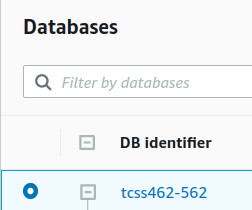 Databases
Filter by databases
DB identifier
tcss462-562